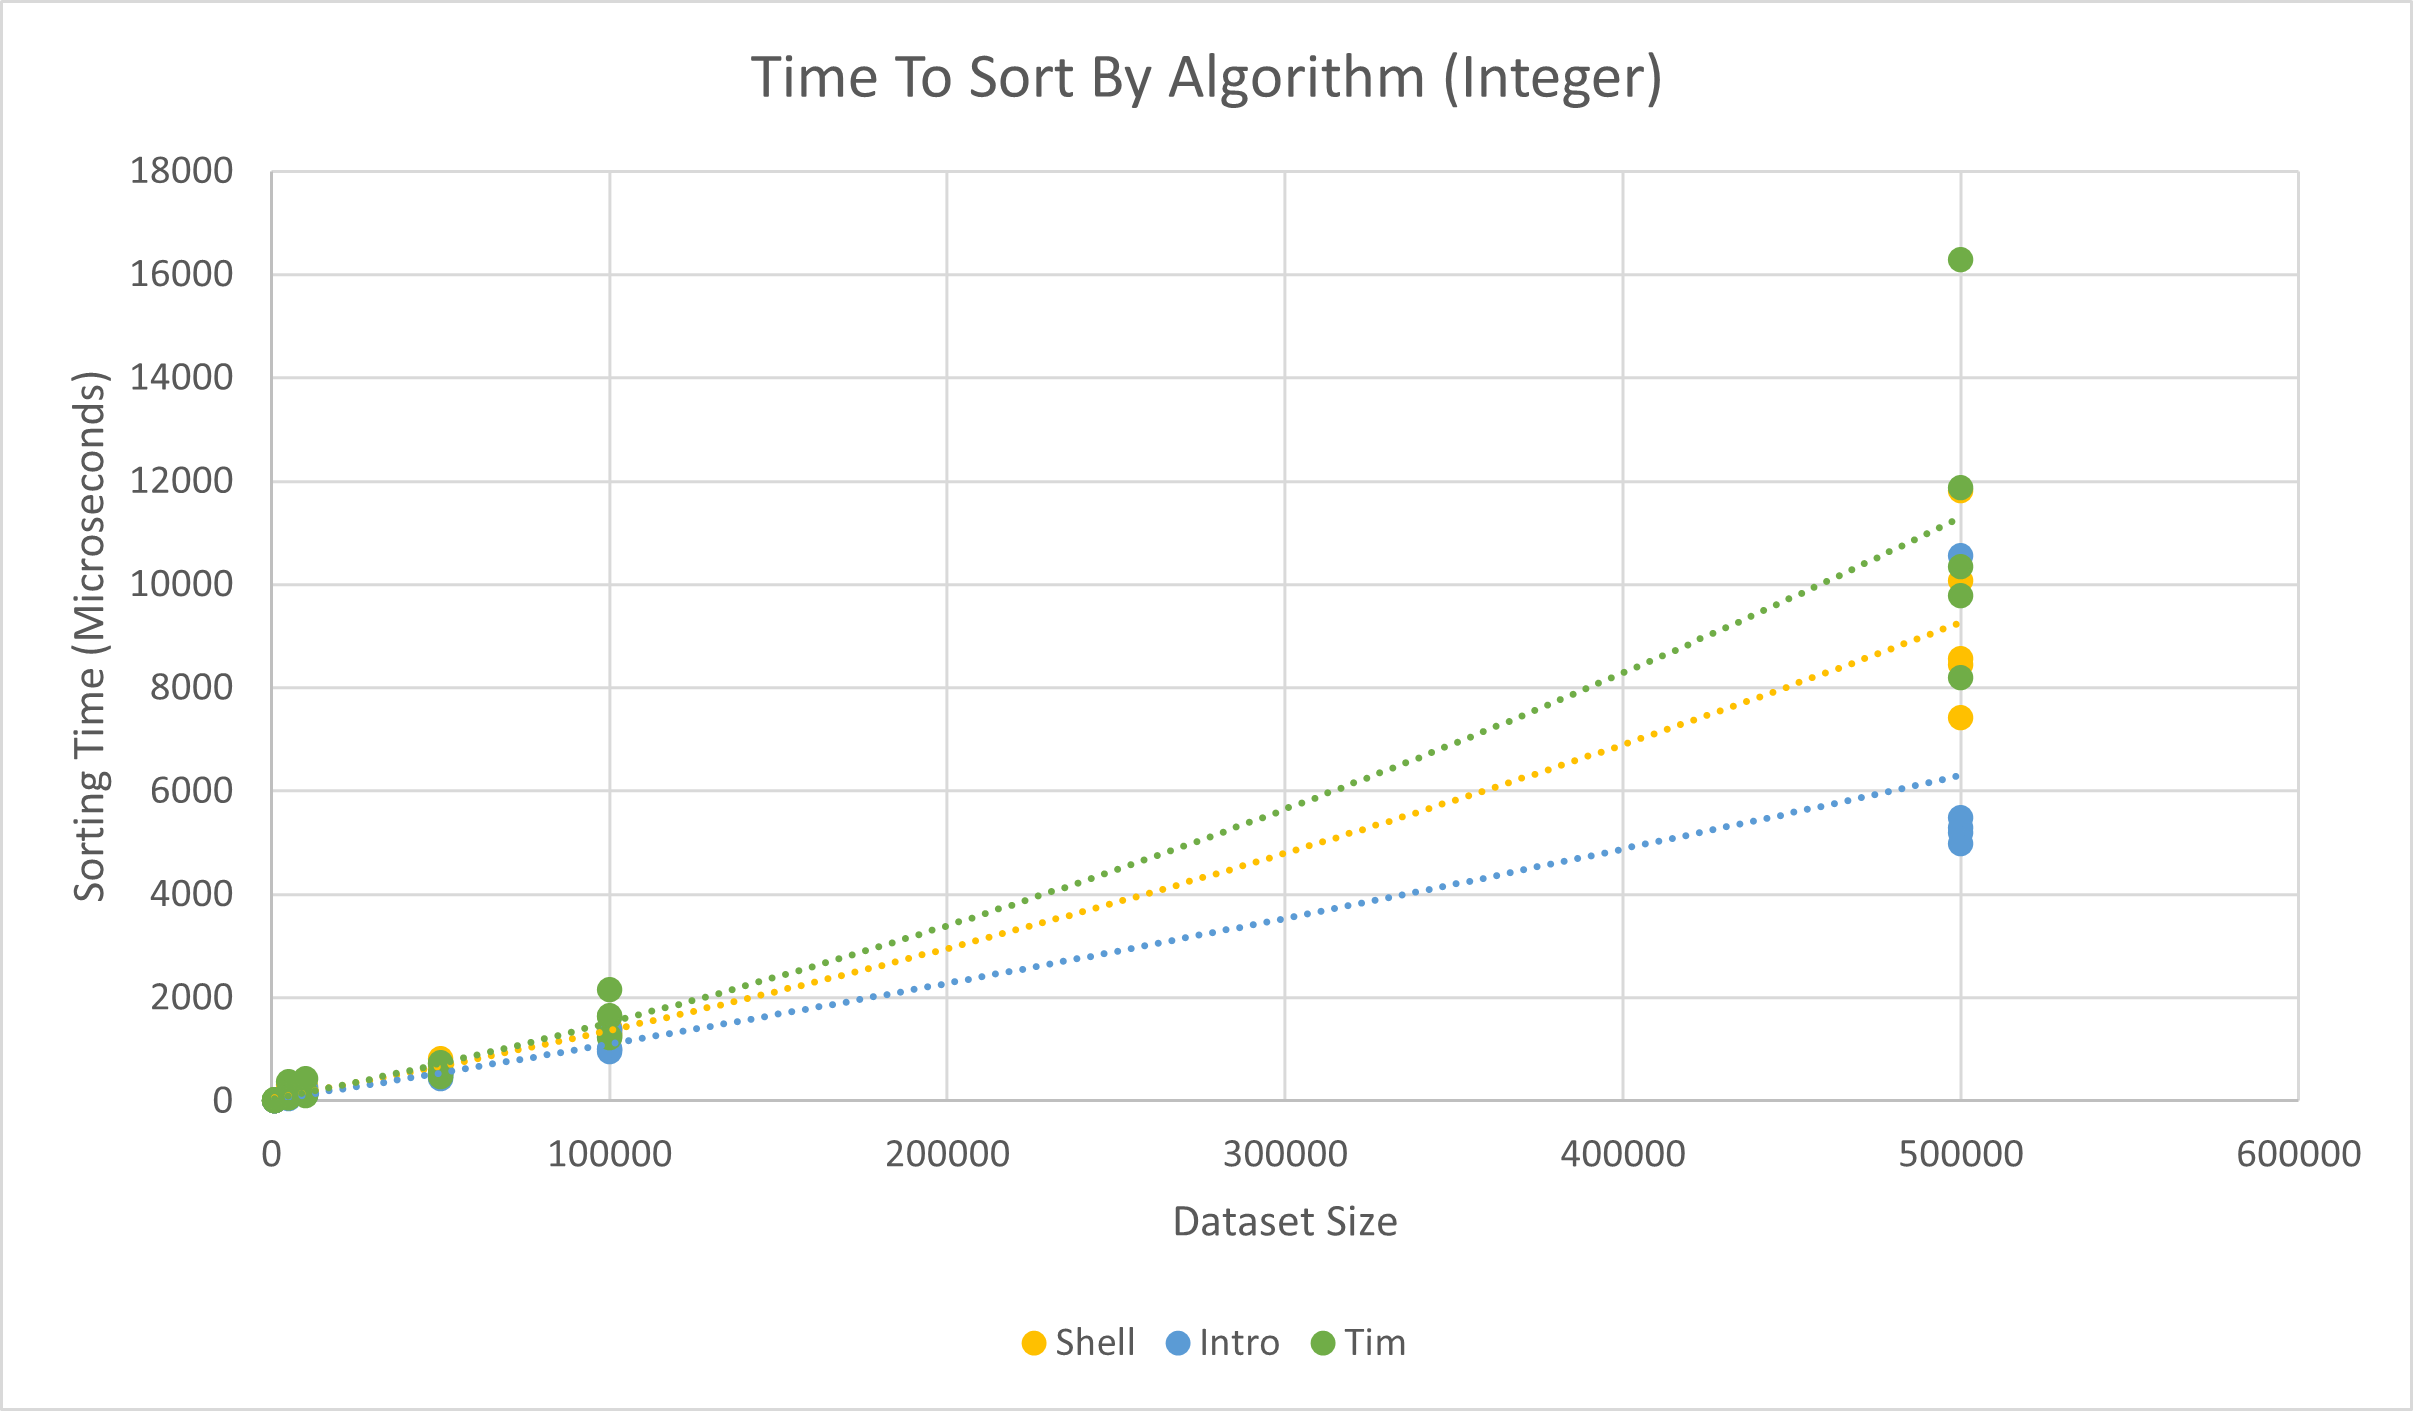 Time To Sort By Algorithm (Integer)
18000
16000
14000
12000
10000
8000
6000
4000
2000
0
Sorting Time (Microseconds)
0 100000 200000 300000 400000 500000 600000
Dataset Size
Shell Intro Tim